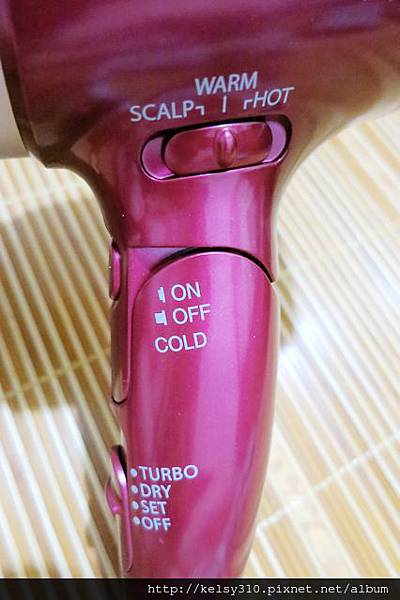 WARM
SCALP HOT
ON
OFF
COLD
TURBO
DRY
SET
OFF
http://kelsy310.pixnet.net/album